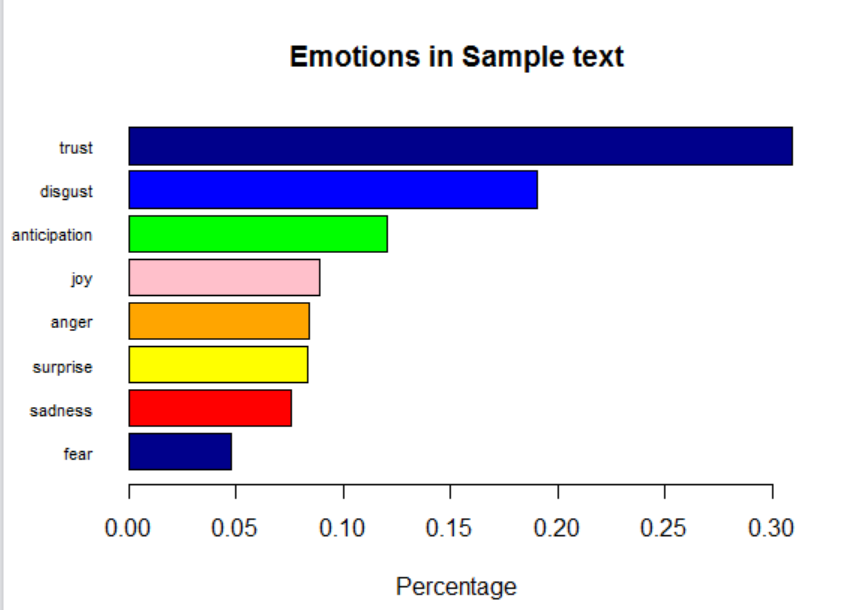 Emotions in Sample text
trust
disgust
anticipation
joy
anger
surprise
sadness
fear
0.00 0.05 0.10 0.15 0.20 0.25 0.30
Percentage